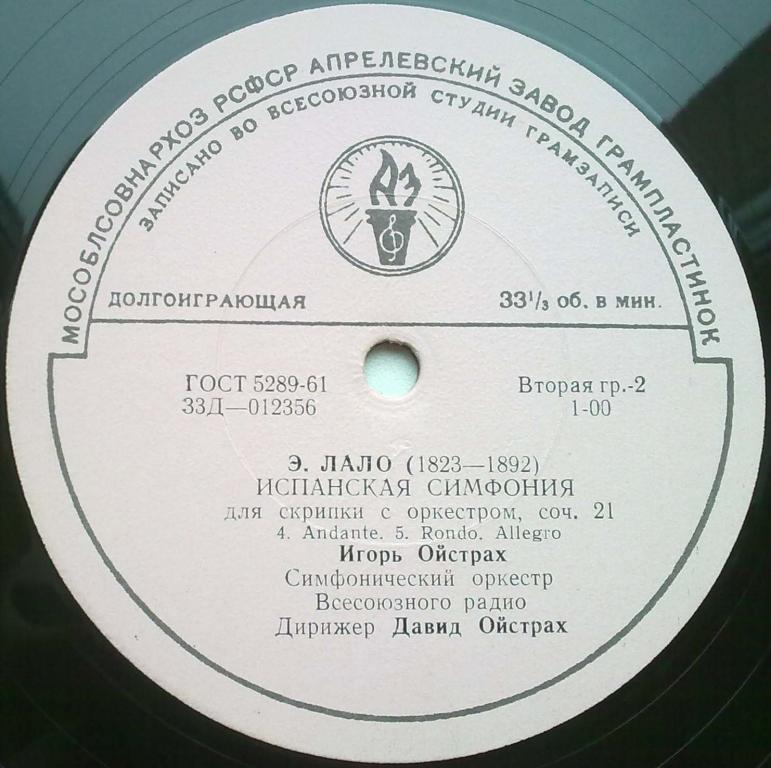 МОСОБЛСОВНАРХОЗ РСФСР АПРЕЛЕВСКИЙ ЗАВОД ГРАМПЛАСТИНОК
ЗАПИСАНО ВО ВСЕСОЮЗНОЙ СТУДИИ ГРАМЗАПИСИ
АЗ
ДОЛГОИГРАЮЩАЯ 33¹/₃ об. в мин.
ГОСТ 5289-61 Вторая гр.-2
33Д—012356 1-00
Э. ЛАЛО (1823—1892)
ИСПАНСКАЯ СИМФОНИЯ
для скрипки с оркестром, соч. 21
4. Andante. 5. Rondo. Allegro
Игорь Ойстрах
Симфонический оркестр
Всесоюзного радио
Дирижер Давид Ойстрах